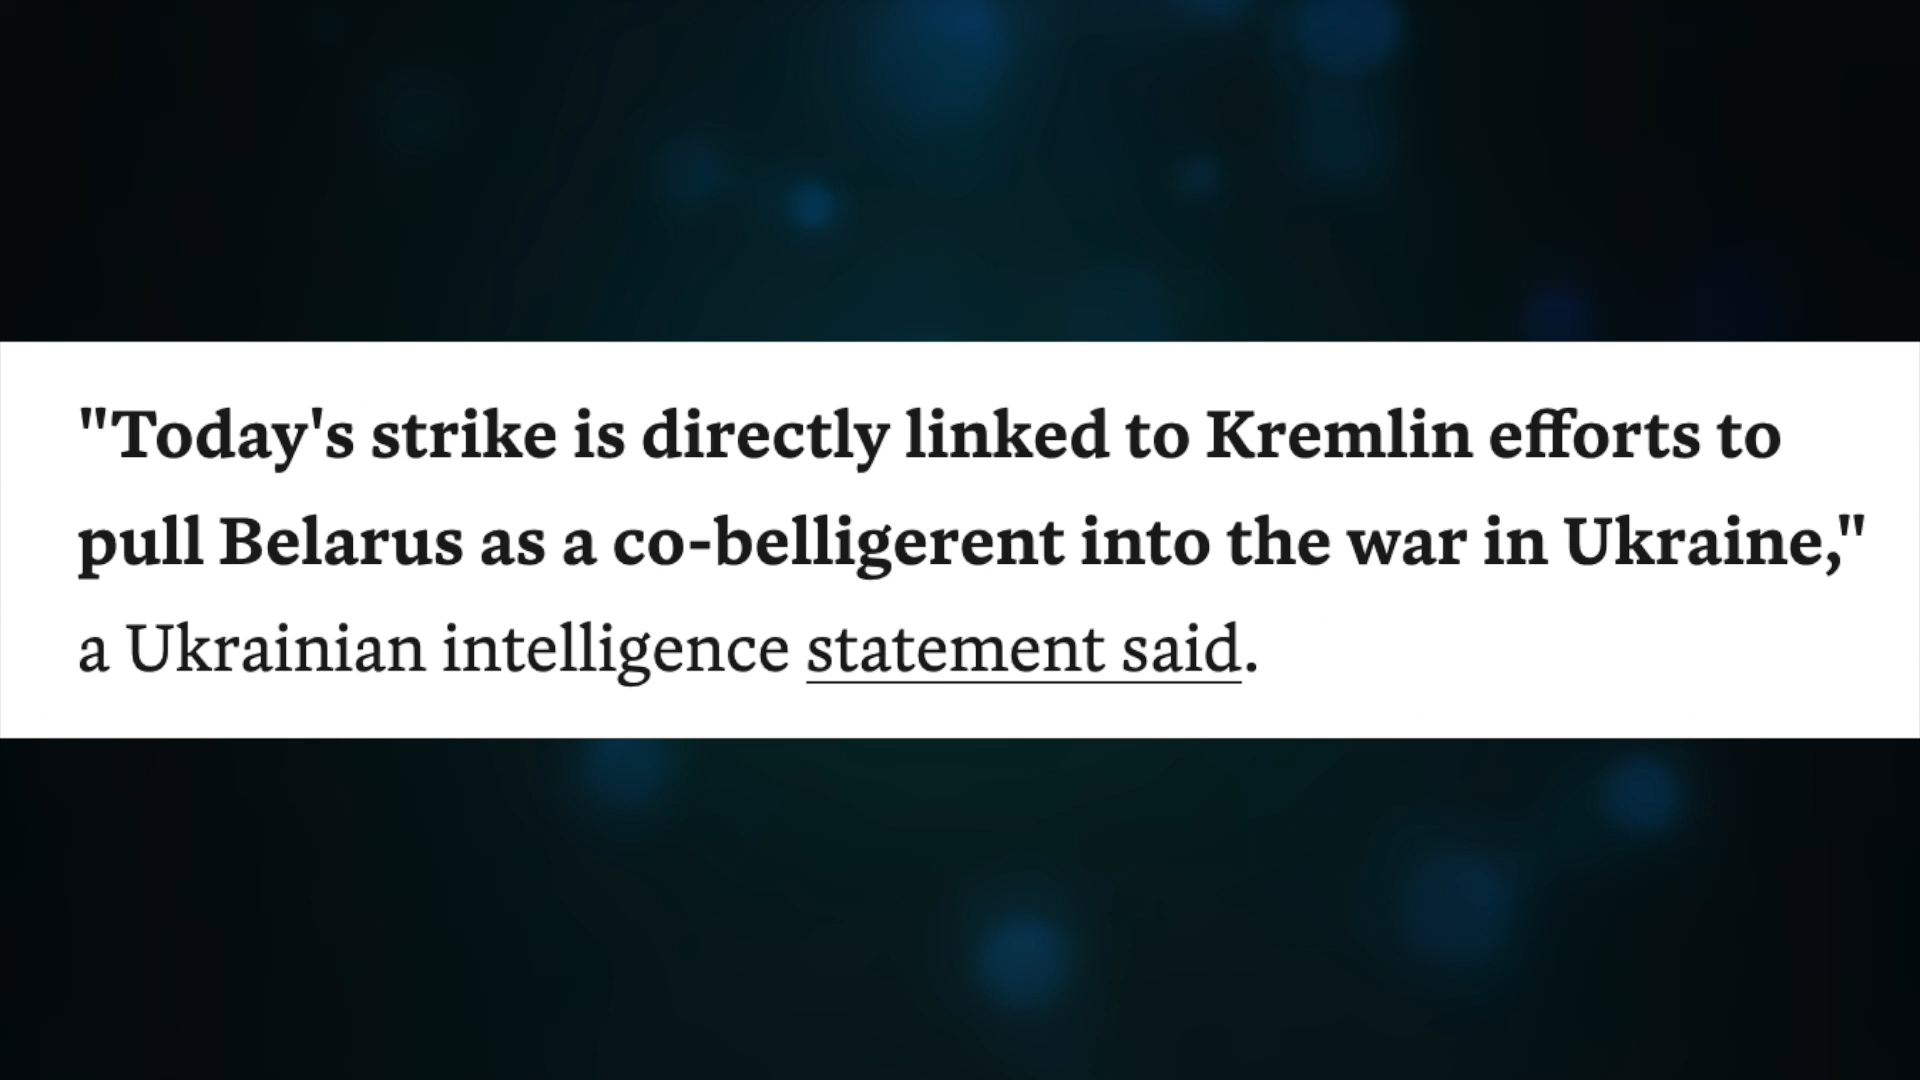 "Today's strike is directly linked to Kremlin efforts to
pull Belarus as a co-belligerent into the war in Ukraine,"
a Ukrainian intelligence statement said.